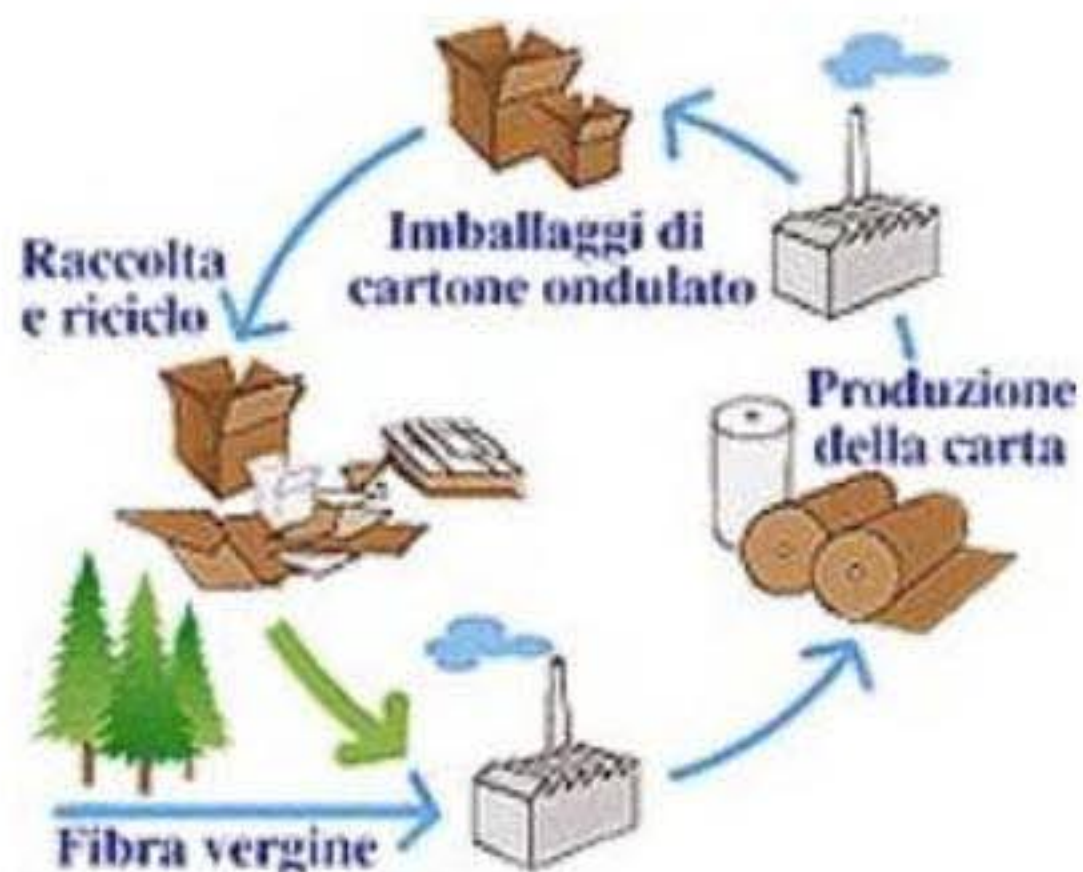 Imballaggi di
cartone ondulato
Raccolta
e riciclo
Produzione
della carta
Fibra vergine